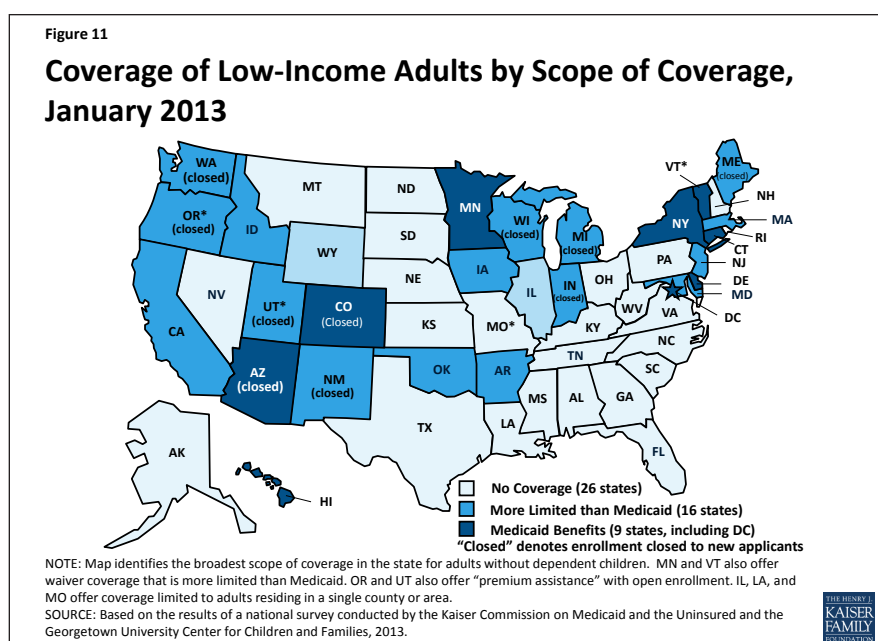 Figure 11
Coverage of Low-Income Adults by Scope of Coverage,
January 2013
WA
(closed)
OR*
(closed)
ID
MT
WY
ND
SD
NE
KS
MN
WI
(closed)
MI
(closed)
IA
IL
IN
(closed)
OH
PA
NY
VT*
ME
(closed)
NH
MA
RI
CT
NJ
DE
MD
DC
WV
VA
NC
SC
KY
TN
GA
AL
MS
FL
LA
AR
MO*
OK
TX
NM
(closed)
CO
(Closed)
UT*
(closed)
AZ
(closed)
NV
CA
AK
HI
No Coverage (26 states)
More Limited than Medicaid (16 states)
Medicaid Benefits (9 states, including DC)
“Closed” denotes enrollment closed to new applicants
NOTE: Map identifies the broadest scope of coverage in the state for adults without dependent children. MN and VT also offer
waiver coverage that is more limited than Medicaid. OR and UT also offer “premium assistance” with open enrollment. IL, LA, and
MO offer coverage limited to adults residing in a single county or area.
SOURCE: Based on the results of a national survey conducted by the Kaiser Commission on Medicaid and the Uninsured and the
Georgetown University Center for Children and Families, 2013.
THE HENRY J.
KAISER
FAMILY
FOUNDATION